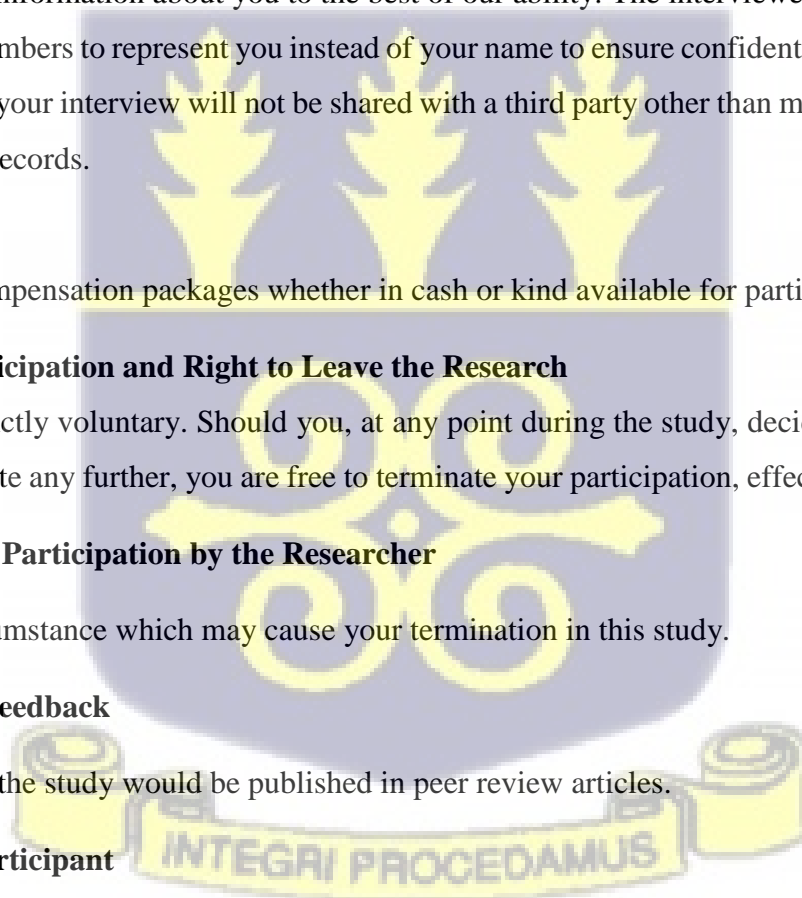 information about you to the best of our ability. The interviewe
mbers to represent you instead of your name to ensure confident
your interview will not be shared with a third party other than m
ecords.
mpensation packages whether in cash or kind available for parti
icipation and Right to Leave the Research
ctly voluntary. Should you, at any point during the study, deci
te any further, you are free to terminate your participation, effec
Participation by the Researcher
umstance which may cause your termination in this study.
eedback
the study would be published in peer review articles.
rticipant
INTEGRI PROCEDAMUS